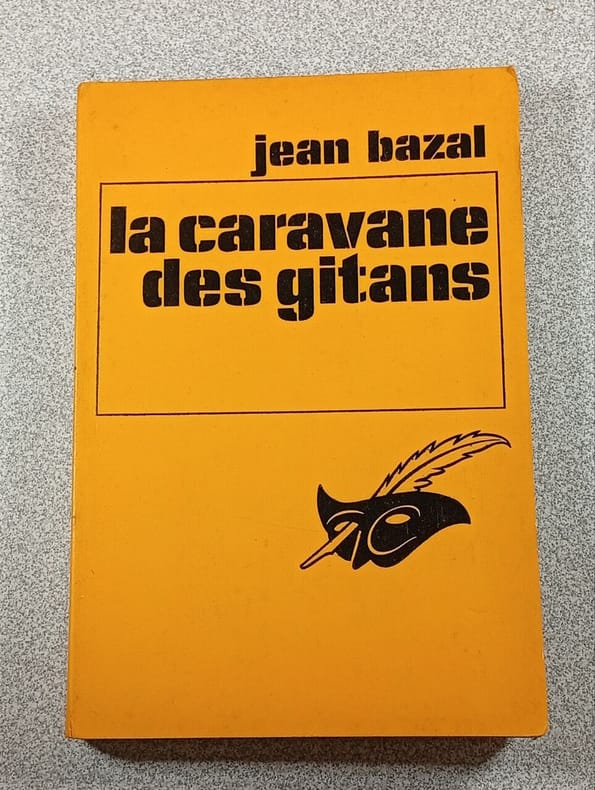 jean bazal
la caravane
des gitans